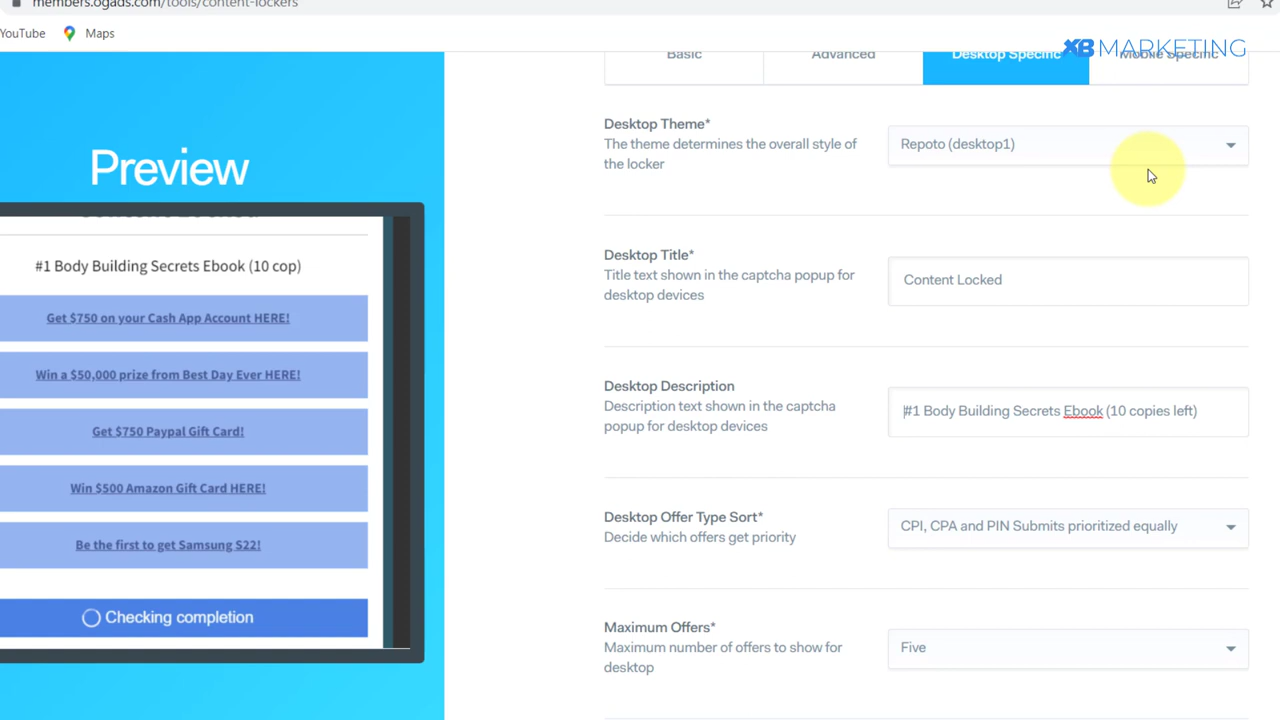 members.ogads.com/tools/content-lockers
YouTube
Maps
XB MARKETING
Basic
Advanced
Desktop Specific
Mobile Specific
Preview
Content Locked
#1 Body Building Secrets Ebook (10 cop)
Get $750 on your Cash App Account HERE!
Win a $50,000 prize from Best Day Ever HERE!
Get $750 Paypal Gift Card!
Win $500 Amazon Gift Card HERE!
Be the first to get Samsung S22!
Checking completion
Desktop Theme*
The theme determines the overall style of
the locker
Repoto (desktop1)
Desktop Title*
Title text shown in the captcha popup for
desktop devices
Content Locked
Desktop Description
Description text shown in the captcha
popup for desktop devices
#1 Body Building Secrets Ebook (10 copies left)
Desktop Offer Type Sort*
Decide which offers get priority
CPI, CPA and PIN Submits prioritized equally
Maximum Offers*
Maximum number of offers to show for
desktop
Five